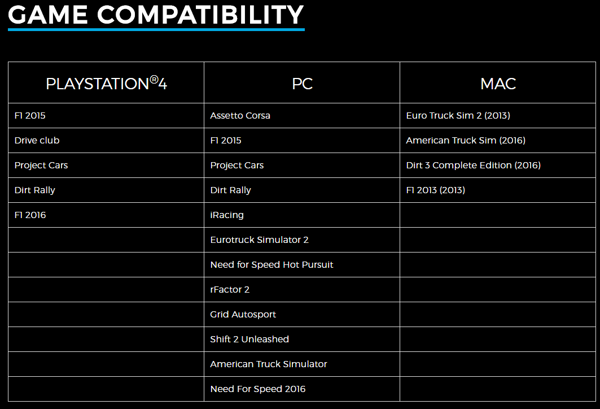 GAME COMPATIBILITY
PLAYSTATION®4 PC MAC
F1 2015 Assetto Corsa Euro Truck Sim 2 (2013)
Drive club F1 2015 American Truck Sim (2016)
Project Cars Project Cars Dirt 3 Complete Edition (2016)
Dirt Rally Dirt Rally F1 2013 (2013)
F1 2016 iRacing
Eurotruck Simulator 2
Need for Speed Hot Pursuit
rFactor 2
Grid Autosport
Shift 2 Unleashed
American Truck Simulator
Need For Speed 2016